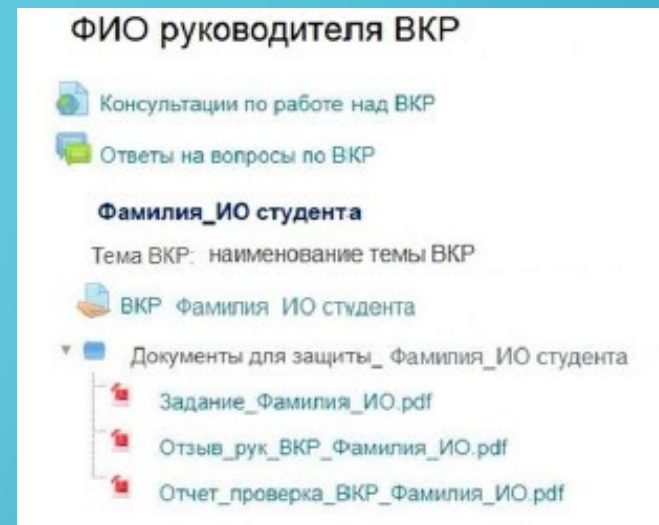 ФИО руководителя ВКР
Консультации по работе над ВКР
Ответы на вопросы по ВКР
Фамилия_ИО студента
Тема ВКР: наименование темы ВКР
ВКР Фамилия ИО студента
Документы для защиты_ Фамилия_ИО студента
Задание_Фамилия_ИО.pdf
Отзыв_рук_ВКР_Фамилия_ИО.pdf
Отчет_проверка_ВКР_Фамилия_ИО.pdf